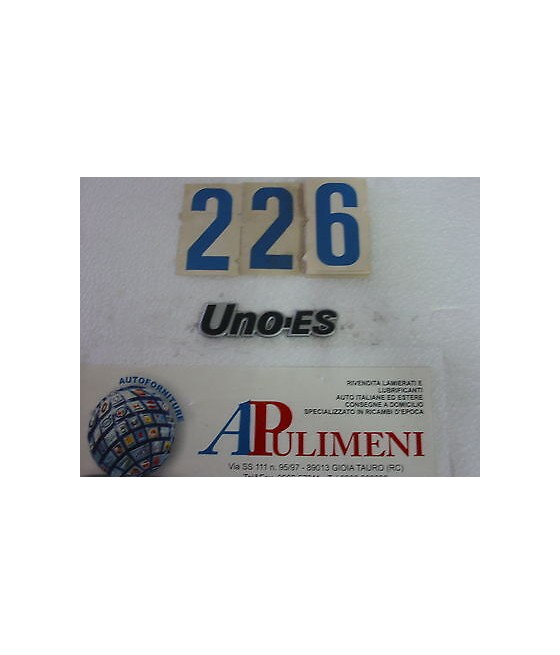 226
Uno-ES
AUTOFORNITURE
RIVENDITA LAMIERATI E
LUBRIFICANTI
AUTO ITALIANE ED ESTERE
CONSEGNE A DOMICILIO
SPECIALIZZATO IN RICAMBI D'EPOCA
APULIMENI
Via SS 111 n. 95/97 - 89013 GIOIA TAURO (RC)